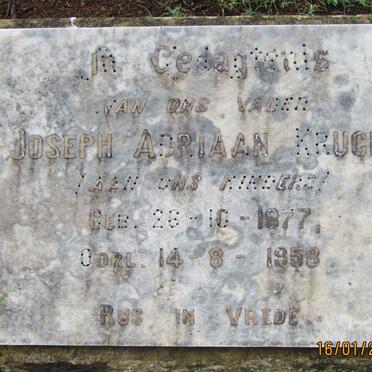 In Gedagtenis
VAN ONS VADER
JOSEPH ADRIAAN
(AAN ONS KINDERS)
GEB. 26-10-1877,
OORL. 14-8-1958
RUS IN VREDE.
16/01/2